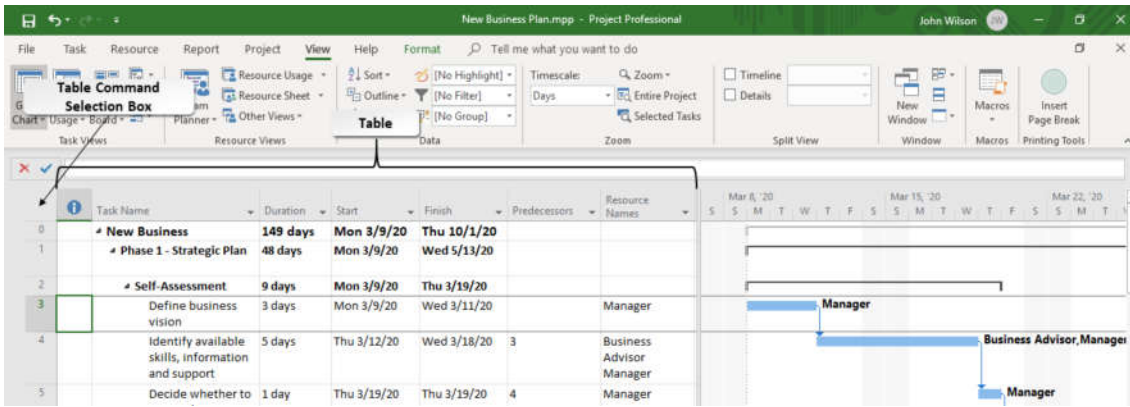 New Business Plan.mpp - Project Professional
John Wilson JW
File Task Resource Report Project View Help Format Tell me what you want to do
Table Command
Selection Box
Table
Chart Usage Board
Planner
Resource Usage
Resource Sheet
Other Views
Sort
Outline
[No Highlight]
[No Filter]
[No Group]
Timescale:
Days
Zoom
Entire Project
Selected Tasks
Timeline
Details
New
Window
Macros
Insert
Page Break
Task Views Resource Views Data Zoom Split View Window Macros Printing Tools
Task Name Duration Start Finish Predecessors Resource
Names
Mar 8, '20 Mar 15, '20 Mar 22, '20
S S M T W T F S S M T W T F S S M T
0 New Business 149 days Mon 3/9/20 Thu 10/1/20
1 Phase 1 - Strategic Plan 48 days Mon 3/9/20 Wed 5/13/20
2 Self-Assessment 9 days Mon 3/9/20 Thu 3/19/20
3 Define business 3 days Mon 3/9/20 Wed 3/11/20 Manager Manager
vision
4 Identify available 5 days Thu 3/12/20 Wed 3/18/20 3 Business Business Advisor,Manager
skills, information Advisor
and support Manager
5 Decide whether to 1 day Thu 3/19/20 Thu 3/19/20 4 Manager Manager